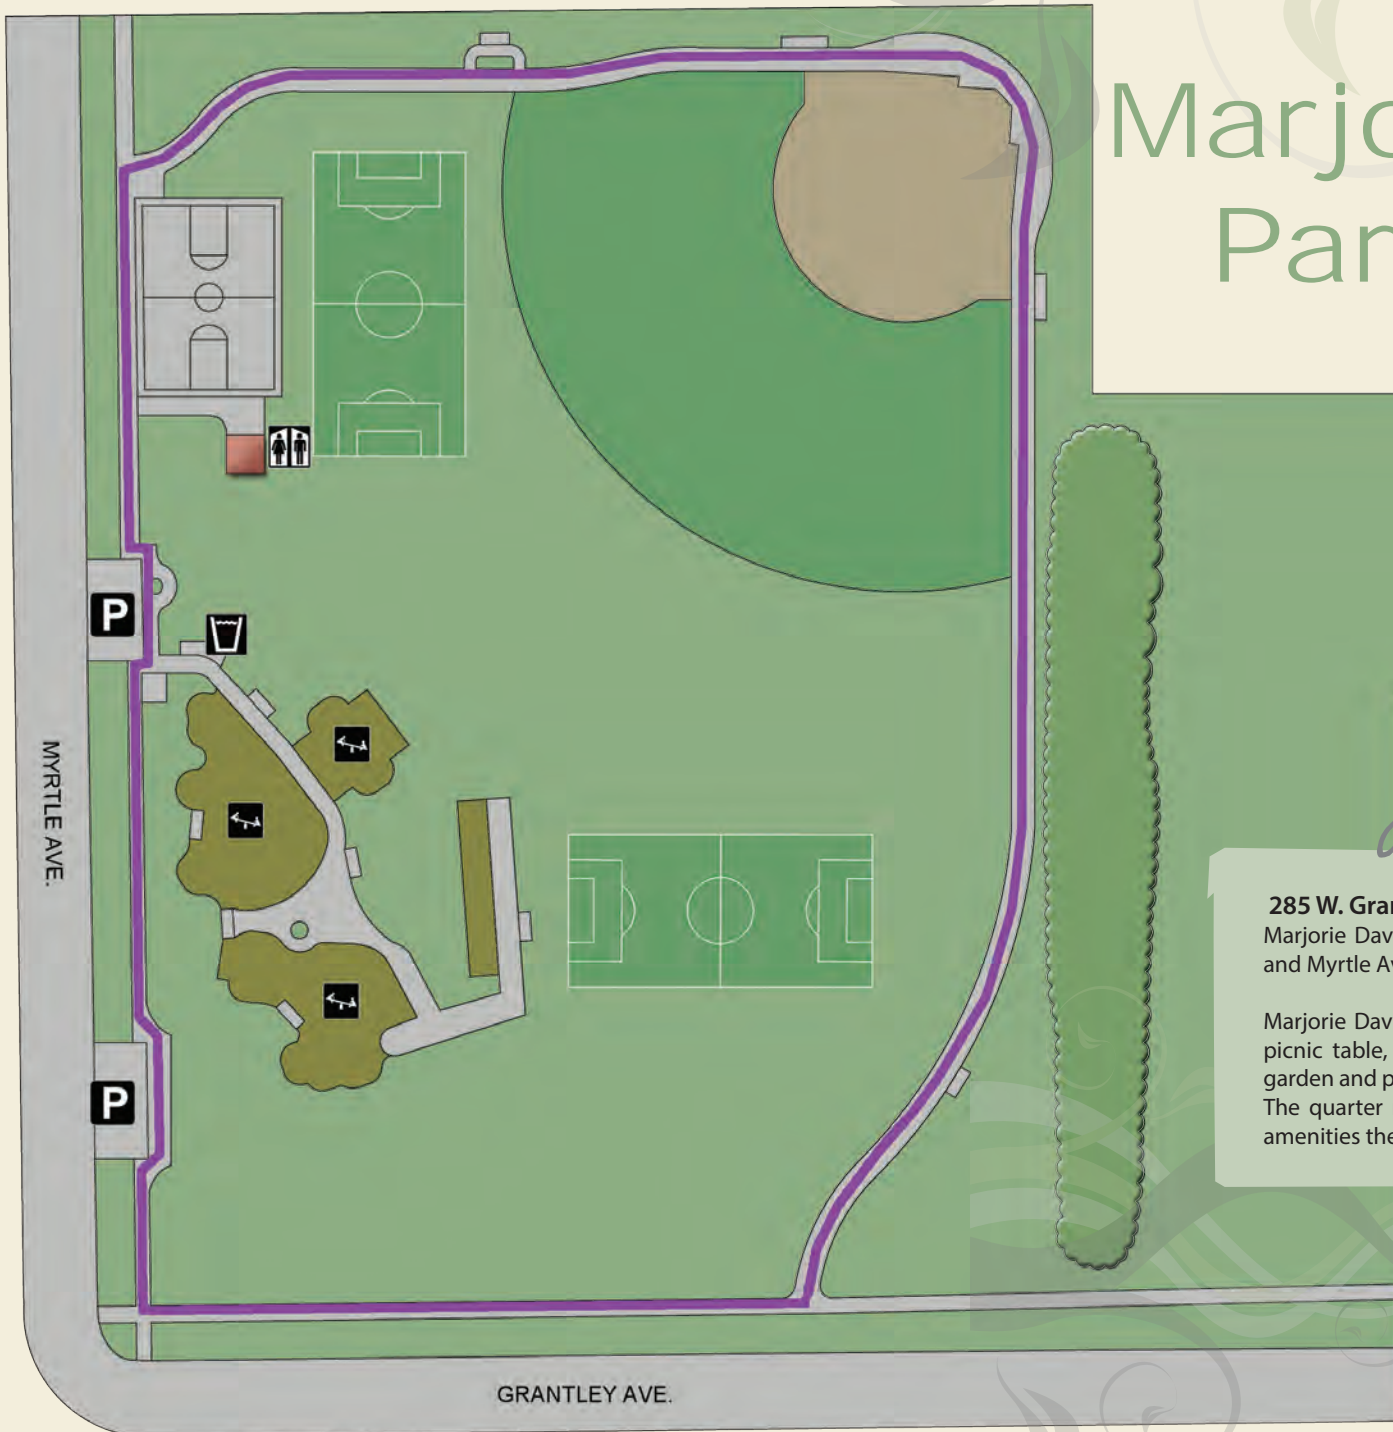 Marjo
Par
P
P
MYRTLE AVE.
285 W. Gran
Marjorie Dav
and Myrtle Av
Marjorie Dav
picnic table,
garden and p
The quarter
amenities the
GRANTLEY AVE.